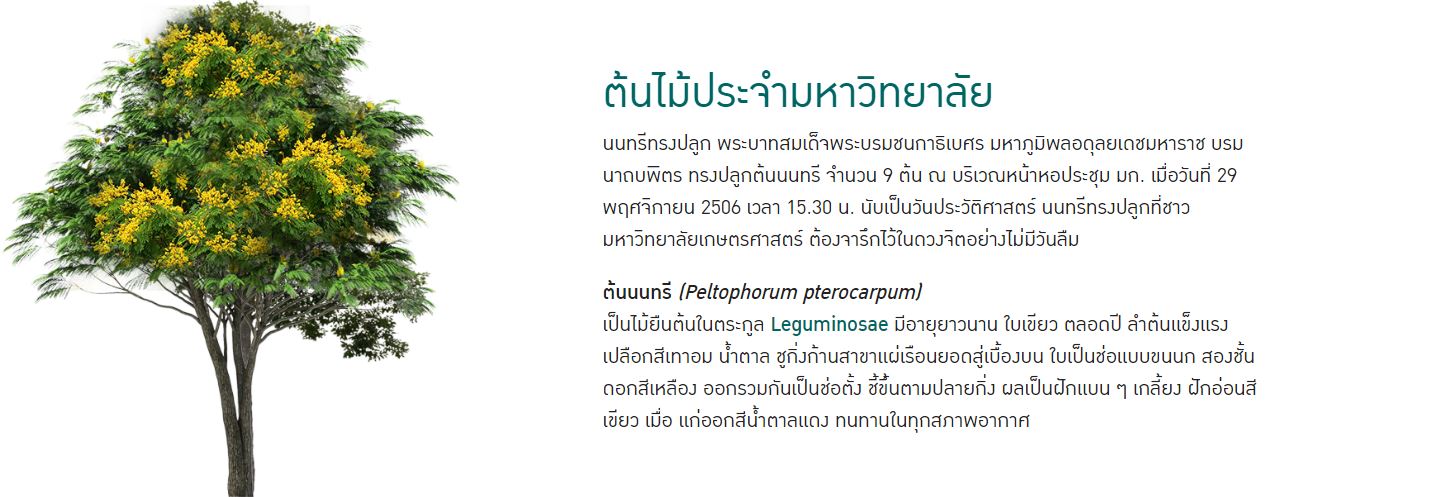 ต้นไม้ประจำมหาวิทยาลัย
นนทรีทรงปลูก พระบาทสมเด็จพระบรมชนกาธิเบศร มหาภูมิพลอดุลยเดชมหาราช บรม
นาถบพิตร ทรงปลูกต้นนนทรี จำนวน 9 ต้น ณ บริเวณหน้าหอประชุม มก. เมื่อวันที่ 29
พฤศจิกายน 2506 เวลา 15.30 น. นับเป็นวันประวัติศาสตร์ นนทรีทรงปลูกที่ชาว
มหาวิทยาลัยเกษตรศาสตร์ ต้องจารึกไว้ในดวงจิตอย่างไม่มีวันลืม
ต้นนนทรี (Peltophorum pterocarpum)
เป็นไม้ยืนต้นในตระกูล Leguminosae มีอายุยาวนาน ใบเขียว ตลอดปี ลำต้นแข็งแรง
เปลือกสีเทาอม น้ำตาล ชูกิ่งก้านสาขาแผ่เรือนยอดสู่เบื้องบน ใบเป็นช่อแบบขนนก สองชั้น
ดอกสีเหลือง ออกรวมกันเป็นช่อตั้ง ชี้ขึ้นตามปลายกิ่ง ผลเป็นฝักแบน ๆ เกลี้ยง ฝักอ่อนสี
เขียว เมื่อ แก่ออกสีน้ำตาลแดง ทนทานในทุกสภาพอากาศ